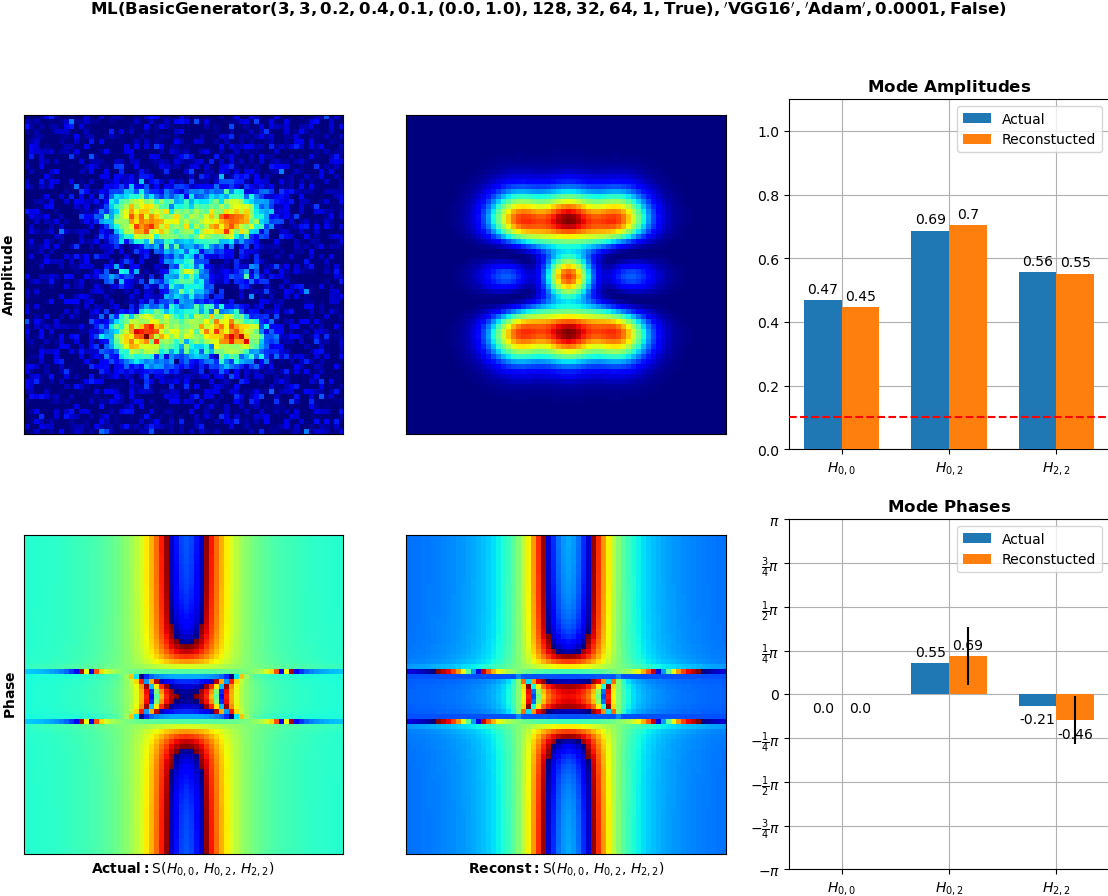 ML(BasicGenerator(3, 3, 0.2, 0.4, 0.1, (0.0, 1.0), 128, 32, 64, 1, True), ′VGG16′, ′Adam′, 0.0001, False)
Mode Amplitudes
Amplitude
1.0
0.8
0.6
0.4
0.2
0.0
Actual
Reconstucted
0.47
0.45
0.69
0.7
0.56
0.55
H0,0
H0,2
H2,2
Mode Phases
Phase
π
3/4π
1/2π
1/4π
0
−1/4π
−1/2π
−3/4π
−π
Actual
Reconstucted
0.0
0.0
0.55
0.69
-0.21
-0.46
H0,0
H0,2
H2,2
Actual: S(H0,0, H0,2, H2,2)
Reconst: S(H0,0, H0,2, H2,2)